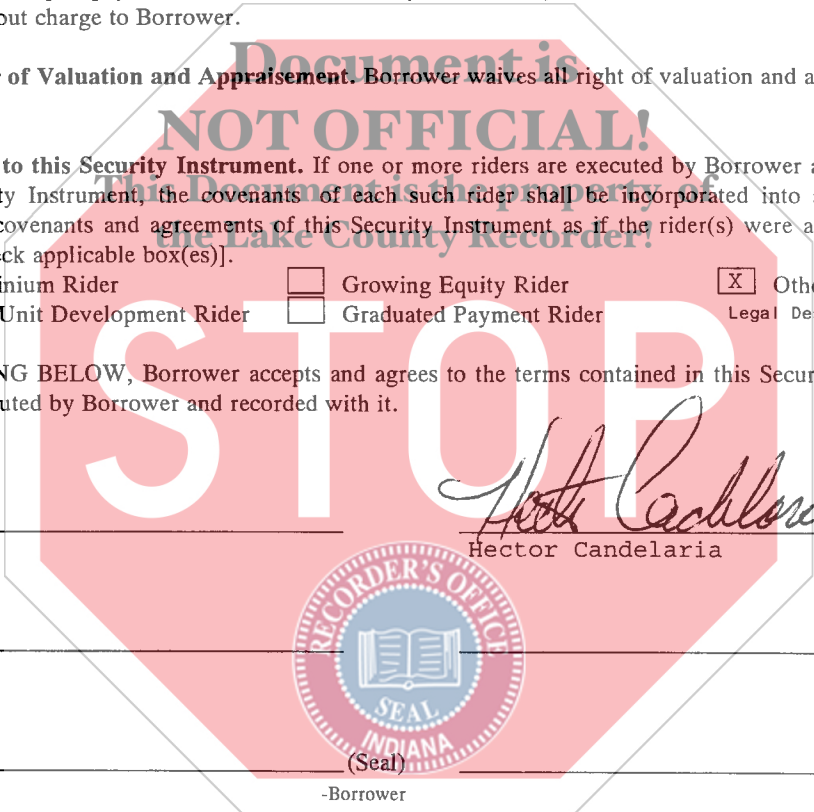 out charge to Borrower.
of Valuation and Appraisement. Borrower waives all right of valuation and a
Document is
NOT OFFICIAL!
This Document is the property of
the Lake County Recorder!
to this Security Instrument. If one or more riders are executed by Borrower a
ty Instrument, the covenants of each such rider shall be incorporated into
covenants and agreements of this Security Instrument as if the rider(s) were a
ck applicable box(es)].
inium Rider Growing Equity Rider X Othe
Unit Development Rider Graduated Payment Rider Legal De
STOP
NG BELOW, Borrower accepts and agrees to the terms contained in this Secur
uted by Borrower and recorded with it.
Hector Candelaria
RECORDER'S OFFICE
SEAL
INDIANA
(Seal)
-Borrower